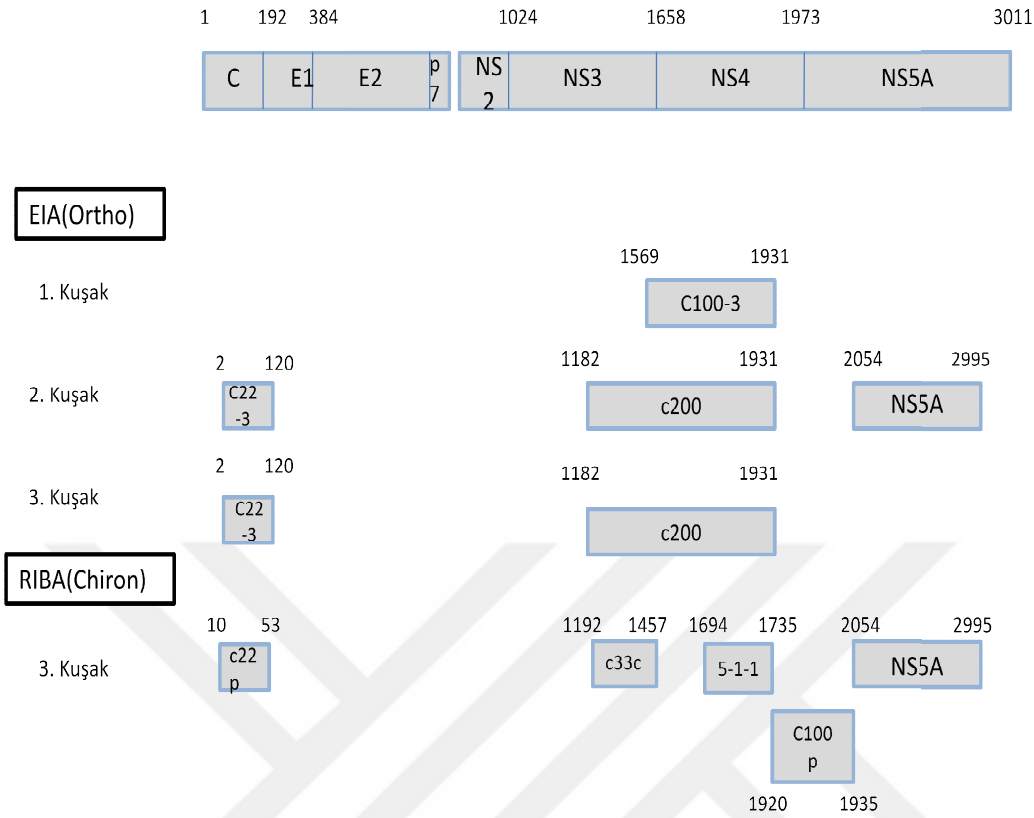 1 192 384 1024 1658 1973 3011
C E1 E2 p 7 NS 2 NS3 NS4 NS5A
EIA(Ortho)
1569 1931
1. Kuşak C100-3
2 120 1182 1931 2054 2995
2. Kuşak C22 -3 c200 NS5A
2 120 1182 1931
3. Kuşak C22 -3 c200
RIBA(Chiron)
10 53 1192 1457 1694 1735 2054 2995
3. Kuşak c22 p c33c 5-1-1 NS5A
C100
p
1920 1935